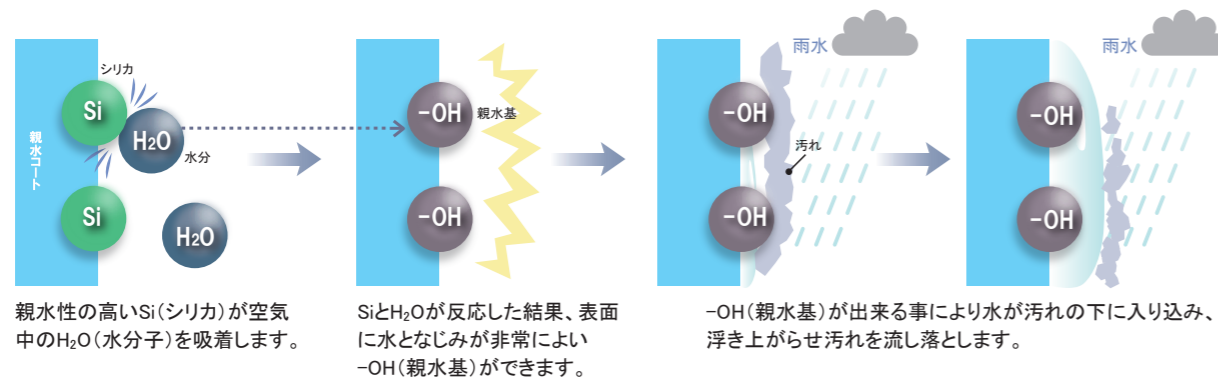 シリカ
Si
H₂O
水分
親水コート
Si
H₂O
親水性の高いSi（シリカ）が空気
中のH₂O（水分子）を吸着します。
-OH
親水基
-OH
SiとH₂Oが反応した結果、表面
に水となじみが非常によい
-OH（親水基）ができます。
雨水
-OH
汚れ
-OH
雨水
-OH
-OH
-OH（親水基）が出来る事により水が汚れの下に入り込み、
浮き上がらせ汚れを流し落とします。